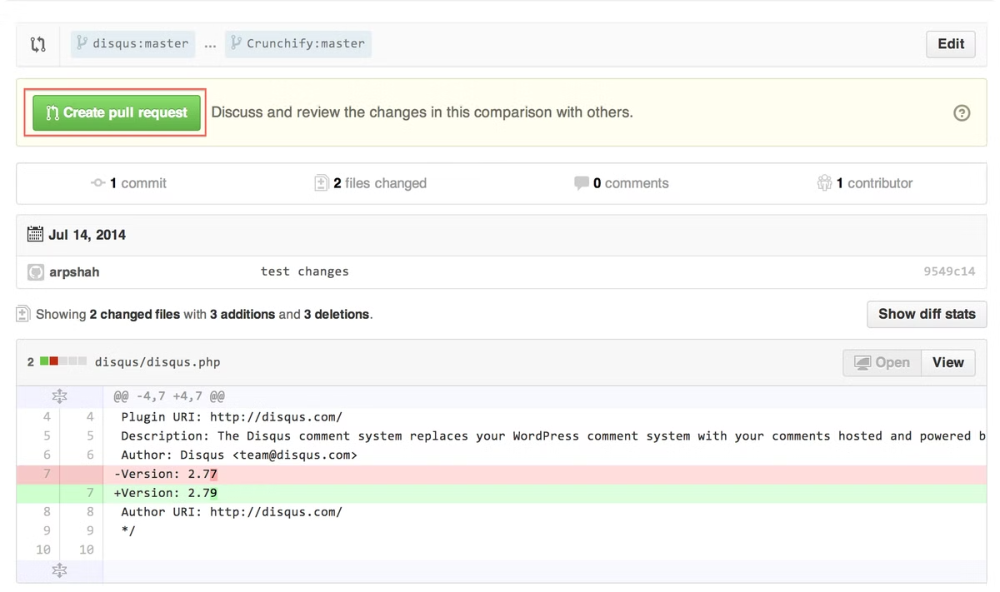 disqus:master ... Crunchify:master Edit
Create pull request Discuss and review the changes in this comparison with others.
1 commit 2 files changed 0 comments 1 contributor
Jul 14, 2014
arpshah test changes 9549c14
Showing 2 changed files with 3 additions and 3 deletions. Show diff stats
2 disqus/disqus.php Open View
@@ -4,7 +4,7 @@
4 4 Plugin URI: http://disqus.com/
5 5 Description: The Disqus comment system replaces your WordPress comment system with your comments hosted and powered b
6 6 Author: Disqus <team@disqus.com>
7 -Version: 2.77
7 +Version: 2.79
8 8 Author URI: http://disqus.com/
9 9 */
10 10